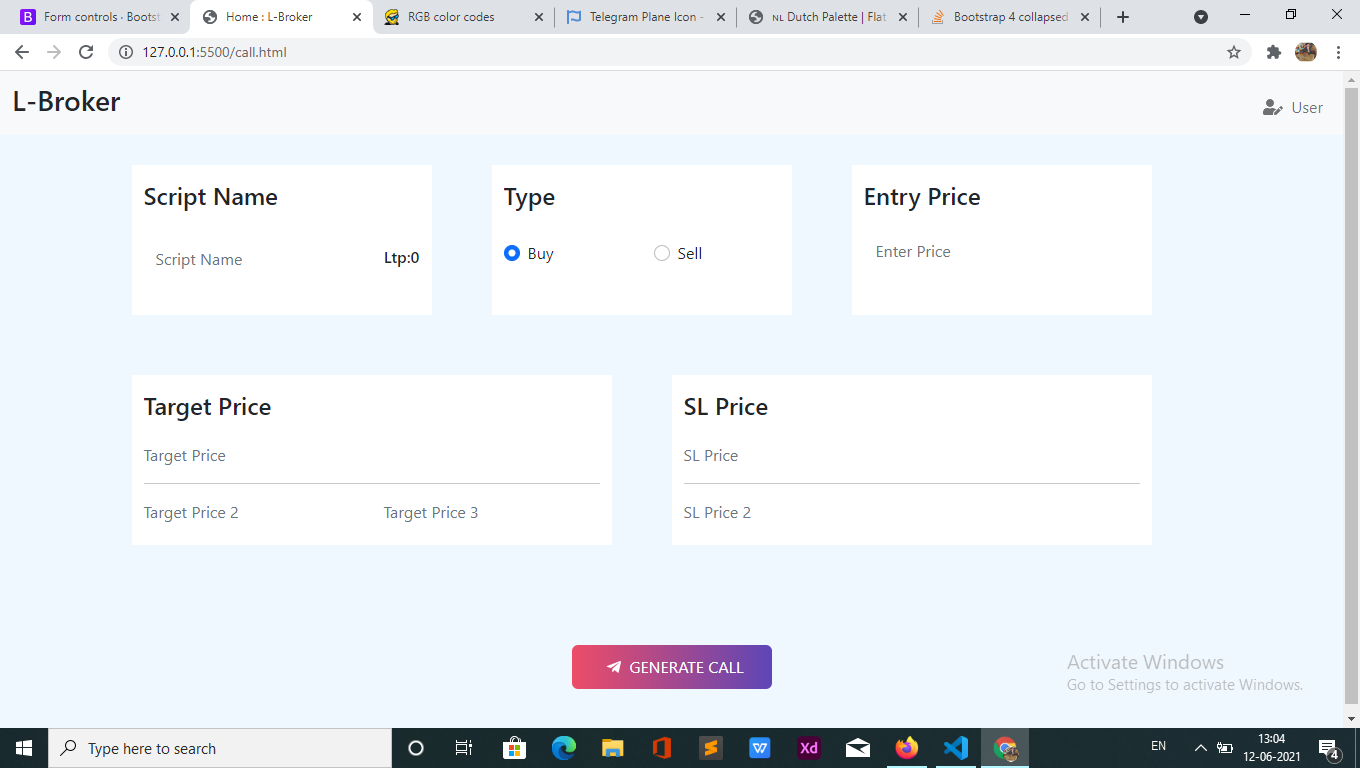 B Form controls · Bootst
Home : L-Broker
RGB color codes
Telegram Plane Icon -
NL Dutch Palette | Flat
Bootstrap 4 collapsed
127.0.0.1:5500/call.html
L-Broker
User
Script Name
Type
Entry Price
Script Name
Ltp:0
Buy
Sell
Enter Price
Target Price
SL Price
Target Price
SL Price
Target Price 2
Target Price 3
SL Price 2
GENERATE CALL
Activate Windows
Go to Settings to activate Windows.
Type here to search
W
Xd
EN
13:04
12-06-2021
4